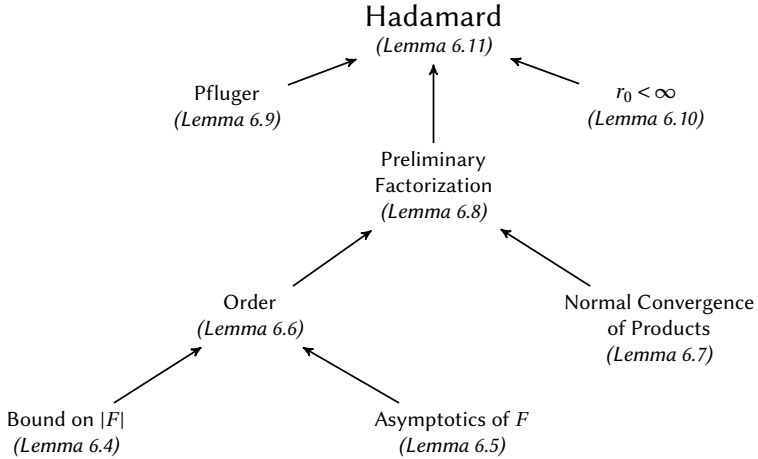 Hadamard
(Lemma 6.11)
Pfluger
(Lemma 6.9)
r₀ < ∞
(Lemma 6.10)
Preliminary
Factorization
(Lemma 6.8)
Order
(Lemma 6.6)
Normal Convergence
of Products
(Lemma 6.7)
Bound on |F|
(Lemma 6.4)
Asymptotics of F
(Lemma 6.5)